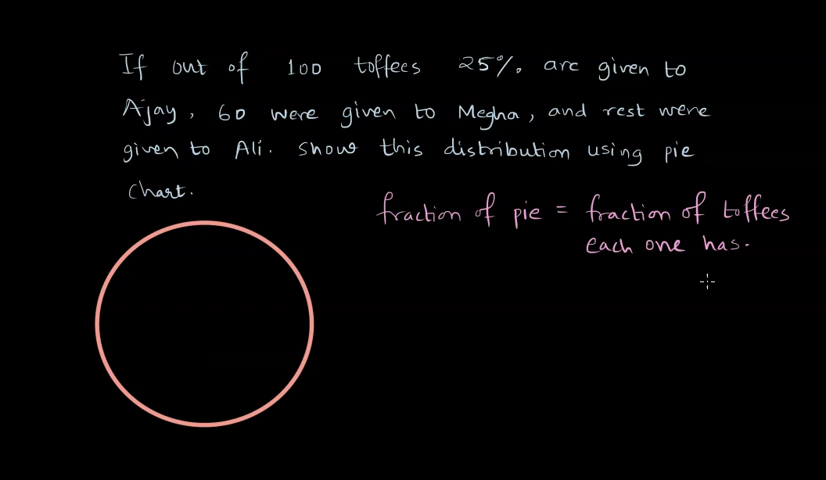 If out of 100 toffees 25%. are given to
Ajay, 60 were given to Megha, and rest were
given to Ali. Show this distribution using pie
chart.
fraction of pie = fraction of toffees
each one has.